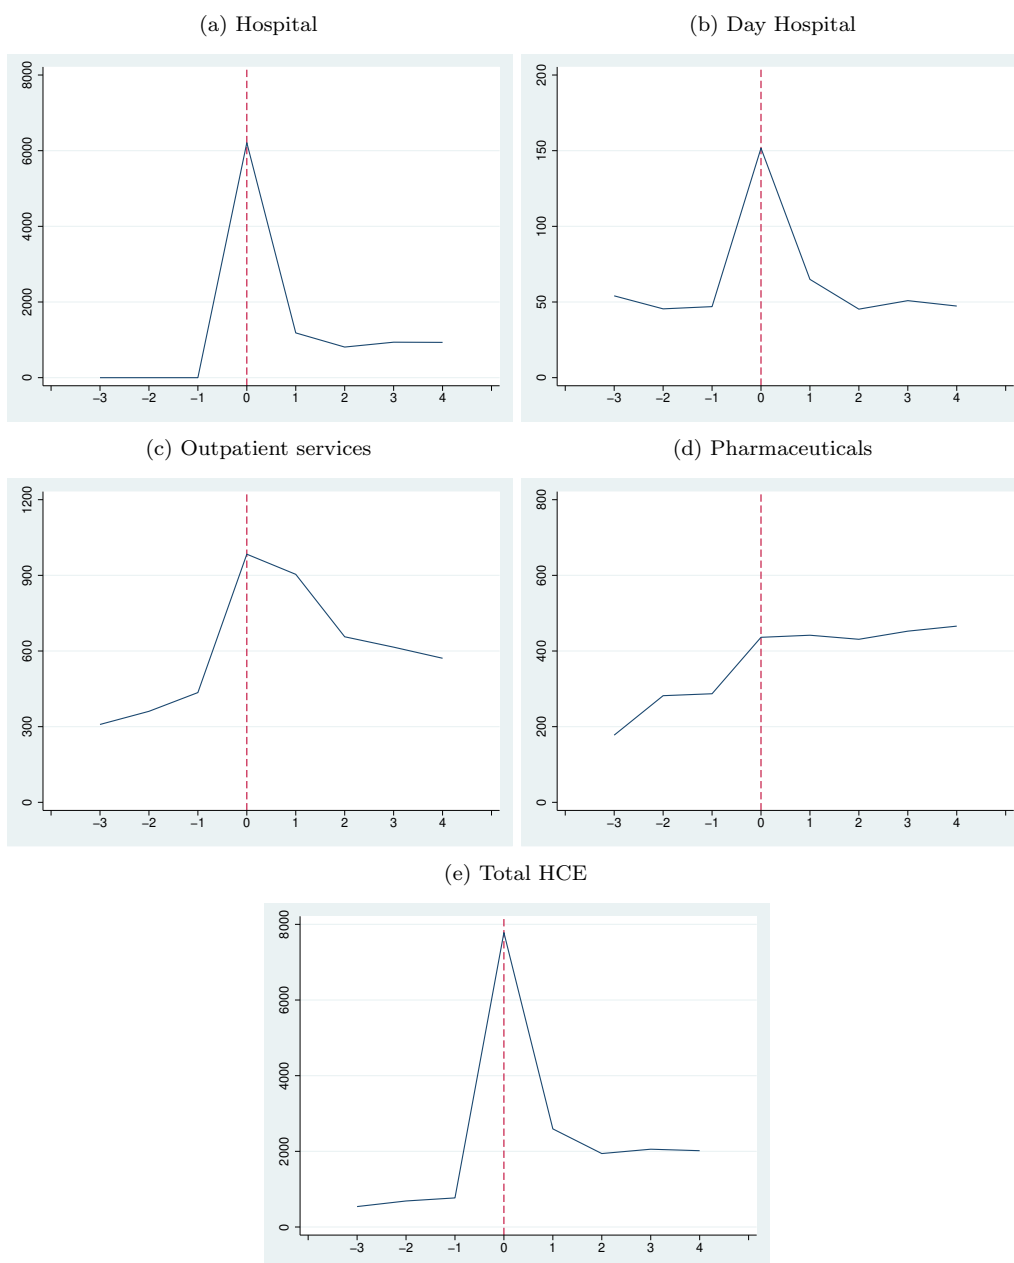 (a) Hospital
8000
6000
4000
2000
0
−3 −2 −1 0 1 2 3 4
(b) Day Hospital
200
150
100
50
0
−3 −2 −1 0 1 2 3 4
(c) Outpatient services
1200
900
600
300
0
−3 −2 −1 0 1 2 3 4
(d) Pharmaceuticals
800
600
400
200
0
−3 −2 −1 0 1 2 3 4
(e) Total HCE
8000
6000
4000
2000
0
−3 −2 −1 0 1 2 3 4